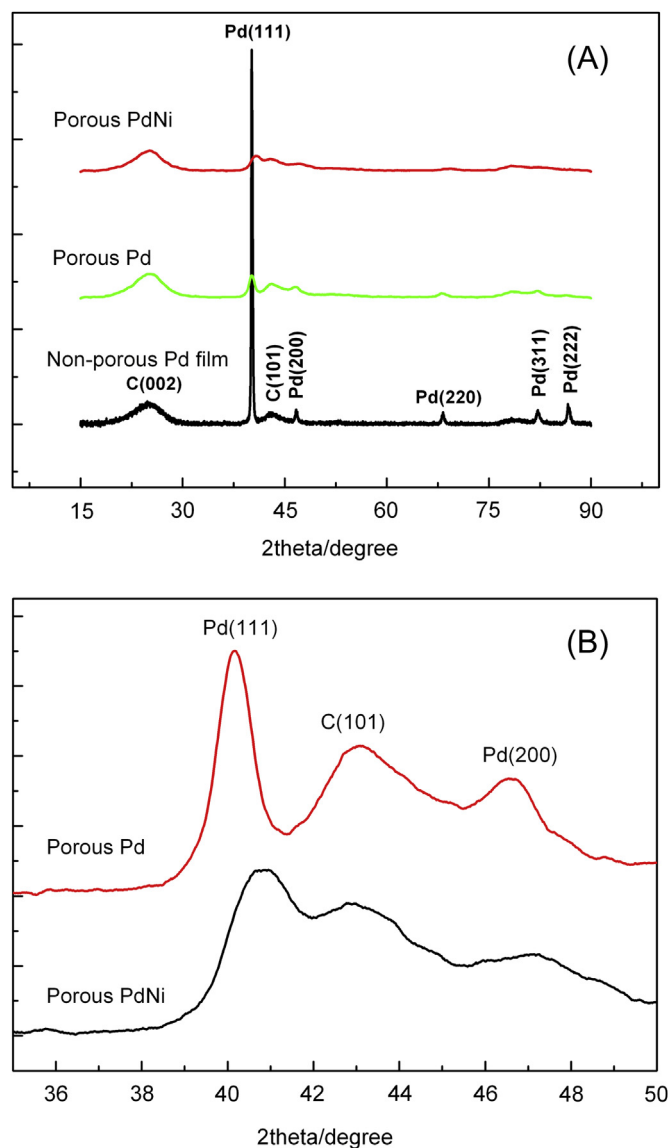 Pd(111)
(A)
Porous PdNi
Porous Pd
Non-porous Pd film
C(002)
C(101)
Pd(200)
Pd(220)
Pd(311)
Pd(222)
15 30 45 60 75 90
2theta/degree
Pd(111)
(B)
C(101)
Pd(200)
Porous Pd
Porous PdNi
36 38 40 42 44 46 48 50
2theta/degree